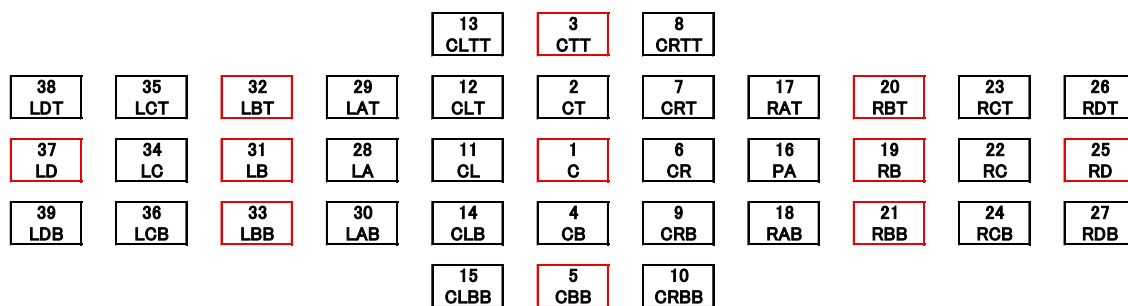 13 3 8
CLTT CTT CRTT
38 35 32 29 12 2 7 17 20 23 26
LDT LCT LBT LAT CLT CT CRT RAT RBT RCT RDT
37 34 31 28 11 1 6 16 19 22 25
LD LC LB LA CL C CR PA RB RC RD
39 36 33 30 14 4 9 18 21 24 27
LDB LCB LBB LAB CLB CB CRB RAB RBB RCB RDB
15 5 10
CLBB CBB CRBB